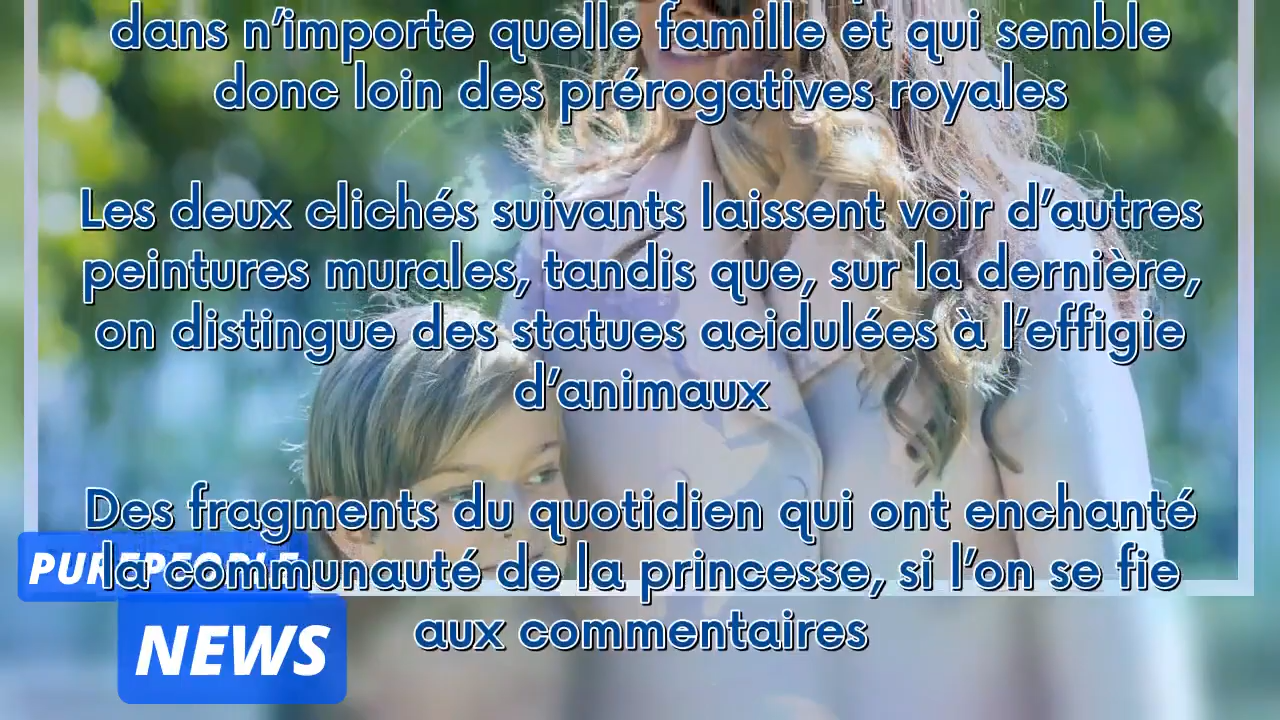 dans n'importe quelle famille et qui semble
donc loin des prérogatives royales
Les deux clichés suivants laissent voir d'autres
peintures murales, tandis que, sur la dernière,
on distingue des statues acidulées à l'effigie
d'animaux
Des fragments du quotidien qui ont enchanté
la communauté de la princesse, si l'on se fie
aux commentaires
PUREPEOPLE
NEWS